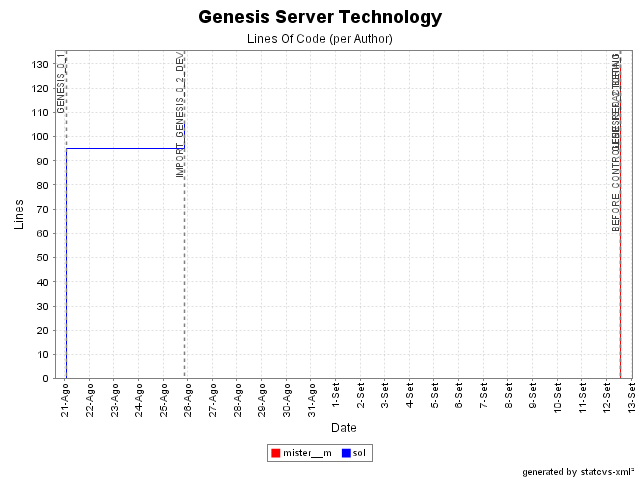 Genesis Server Technology
Lines Of Code (per Author)
Lines
130
120
110
100
90
80
70
60
50
40
30
20
10
0
GENESIS_0_1
IMPORT_GENESIS_0_2_DEV
21-Ago
22-Ago
23-Ago
24-Ago
25-Ago
26-Ago
27-Ago
28-Ago
29-Ago
30-Ago
31-Ago
1-Set
2-Set
3-Set
4-Set
5-Set
6-Set
7-Set
8-Set
9-Set
10-Set
11-Set
12-Set
13-Set
Date
mister__m
sol
generated by statcvs-xml²